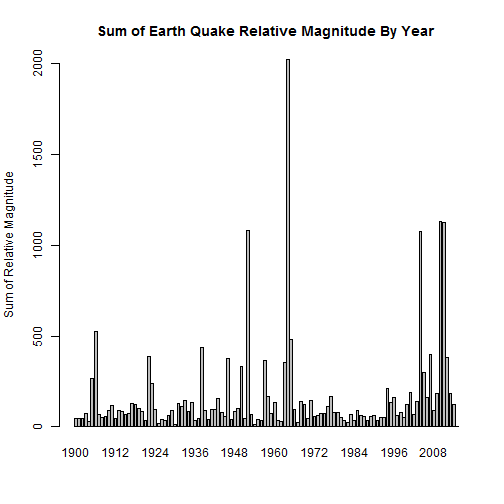 Sum of Earth Quake Relative Magnitude By Year
Sum of Relative Magnitude
2000
1500
1000
500
0
1900 1912 1924 1936 1948 1960 1972 1984 1996 2008